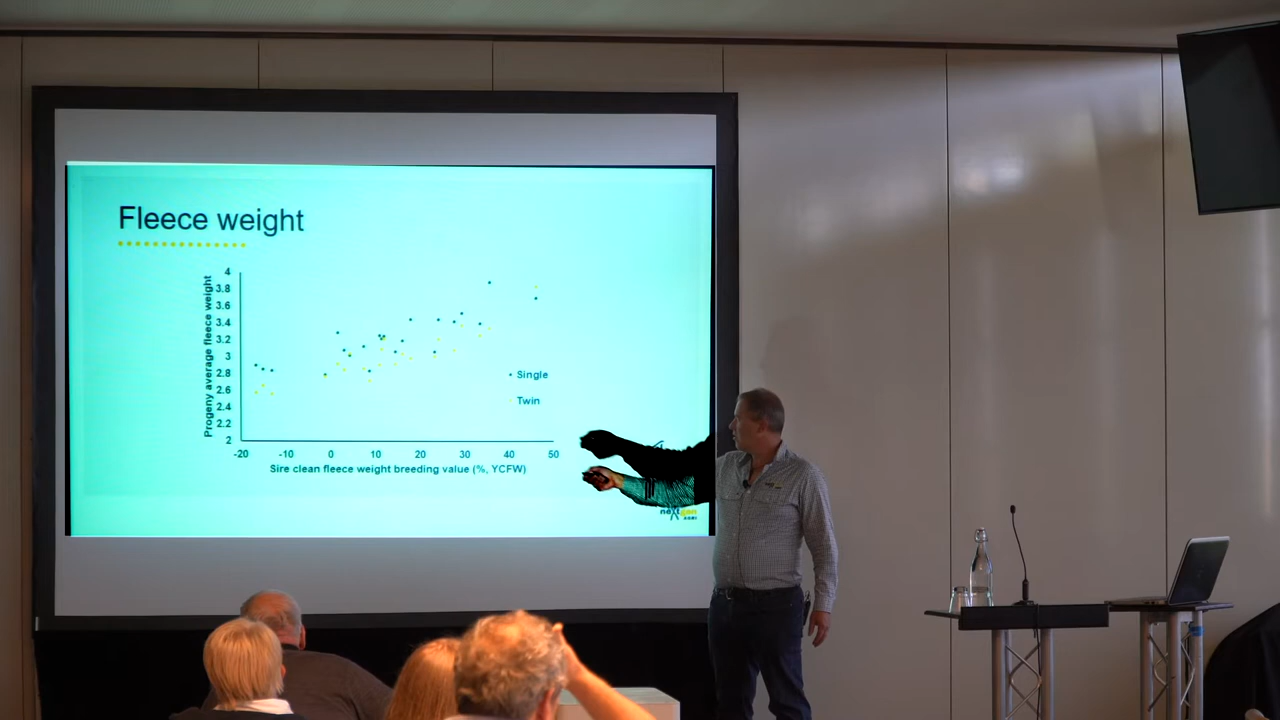 Fleece weight
Progeny average fleece weight
4
3.8
3.6
3.4
3.2
3
2.8
2.6
2.4
2.2
2
-20 -10 0 10 20 30 40 50
Sire clean fleece weight breeding value (%, YCFW)
Single
Twin